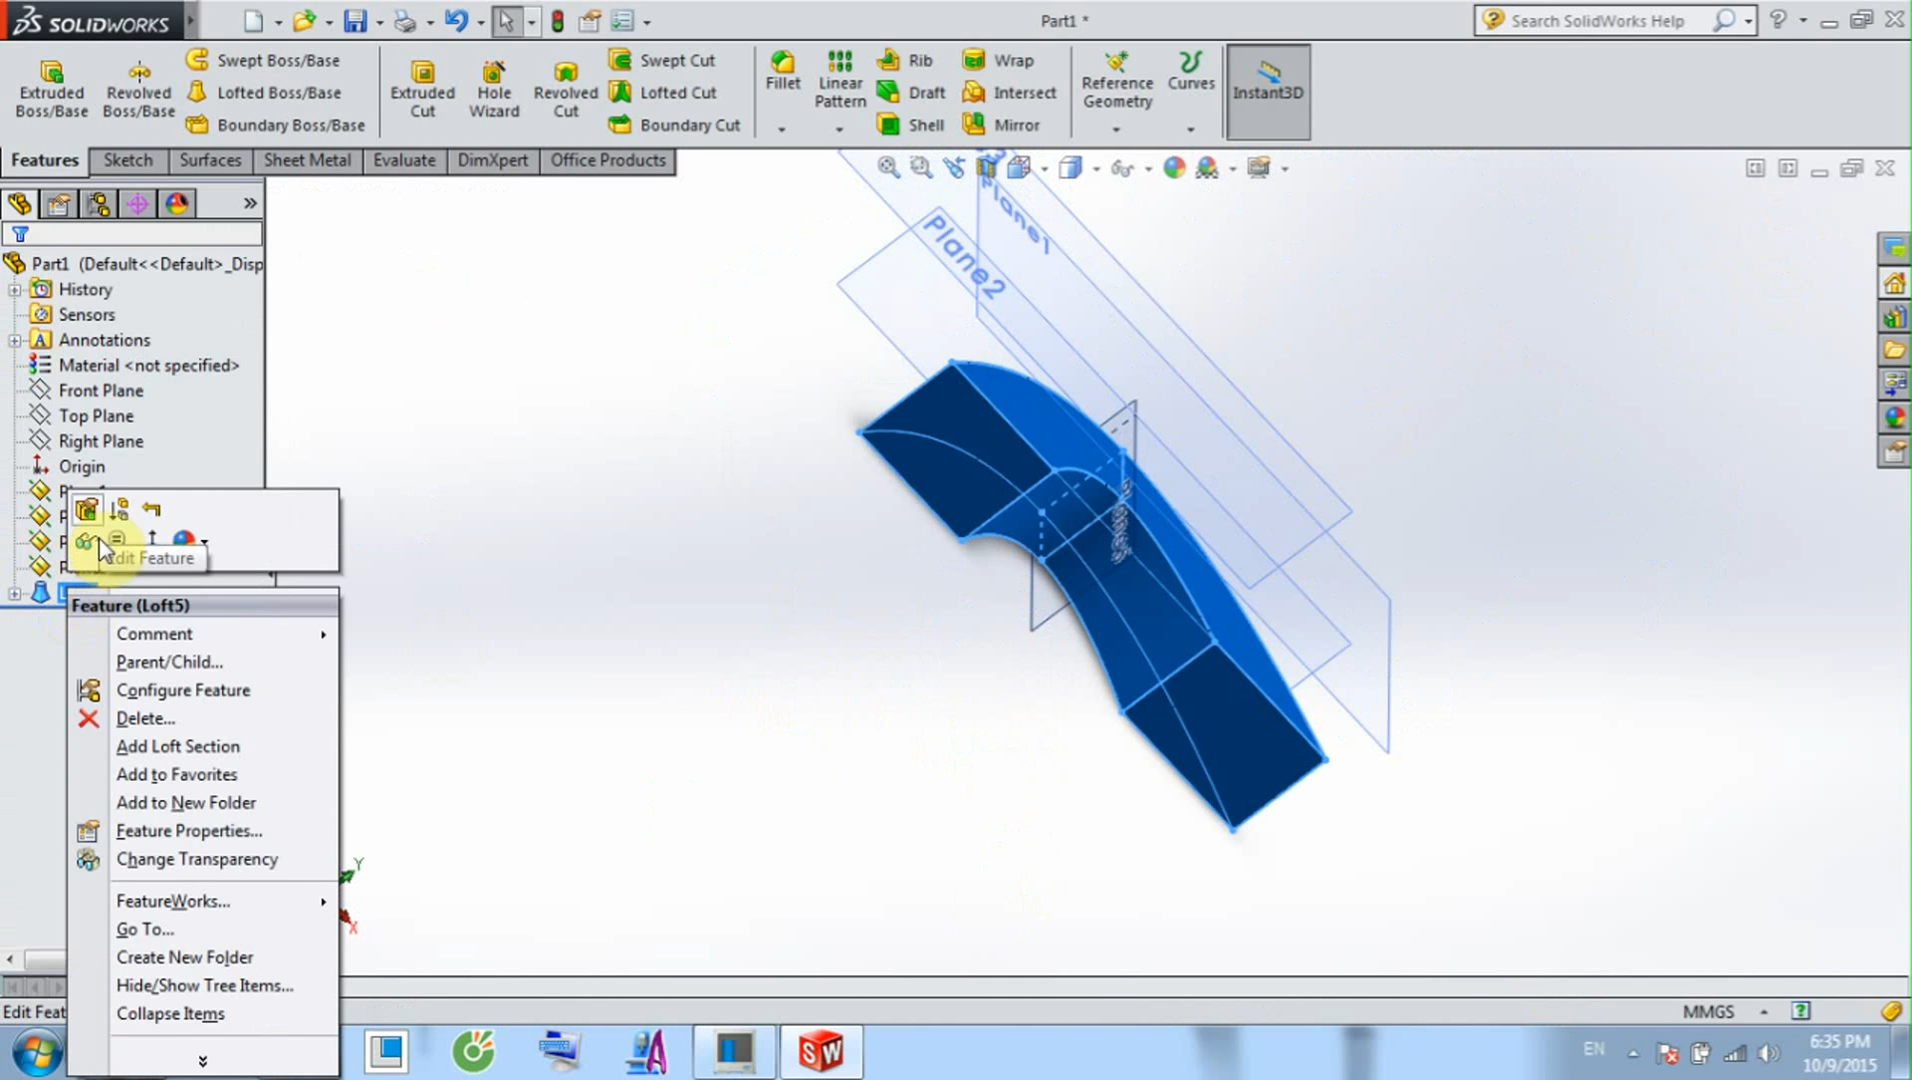 SOLIDWORKS
Part1 *
Search SolidWorks Help
Extruded Boss/Base
Revolved Boss/Base
Swept Boss/Base
Lofted Boss/Base
Boundary Boss/Base
Extruded Cut
Hole Wizard
Revolved Cut
Swept Cut
Lofted Cut
Boundary Cut
Fillet
Linear Pattern
Rib
Draft
Shell
Wrap
Intersect
Mirror
Reference Geometry
Curves
Instant3D
Features
Sketch
Surfaces
Sheet Metal
Evaluate
DimXpert
Office Products
Part1 (Default<<Default>_Disp
History
Sensors
Annotations
Material <not specified>
Front Plane
Top Plane
Right Plane
Origin
Plane1
Plane2
Edit Feature
Feature (Loft5)
Comment
Parent/Child...
Configure Feature
Delete...
Add Loft Section
Add to Favorites
Add to New Folder
Feature Properties...
Change Transparency
FeatureWorks...
Go To...
Create New Folder
Hide/Show Tree Items...
Collapse Items
Y
X
Edit Feat
MMGS
EN
6:35 PM
10/9/2015